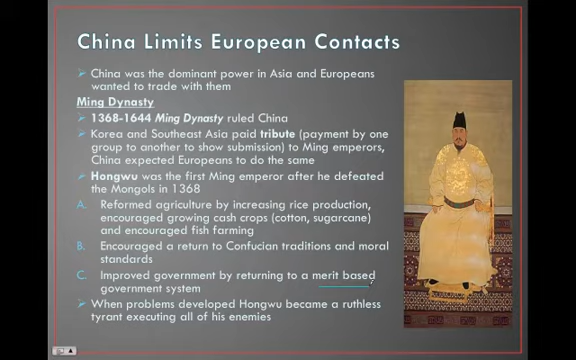 China Limits European Contacts
China was the dominant power in Asia and Europeans
wanted to trade with them
Ming Dynasty
1368-1644 Ming Dynasty ruled China
Korea and Southeast Asia paid tribute (payment by one
group to another to show submission) to Ming emperors,
China expected Europeans to do the same
Hongwu was the first Ming emperor after he defeated
the Mongols in 1368
A. Reformed agriculture by increasing rice production,
encouraged growing cash crops (cotton, sugarcane)
and encouraged fish farming
B. Encouraged a return to Confucian traditions and moral
standards
C. Improved government by returning to a merit based
government system
When problems developed Hongwu became a ruthless
tyrant executing all of his enemies